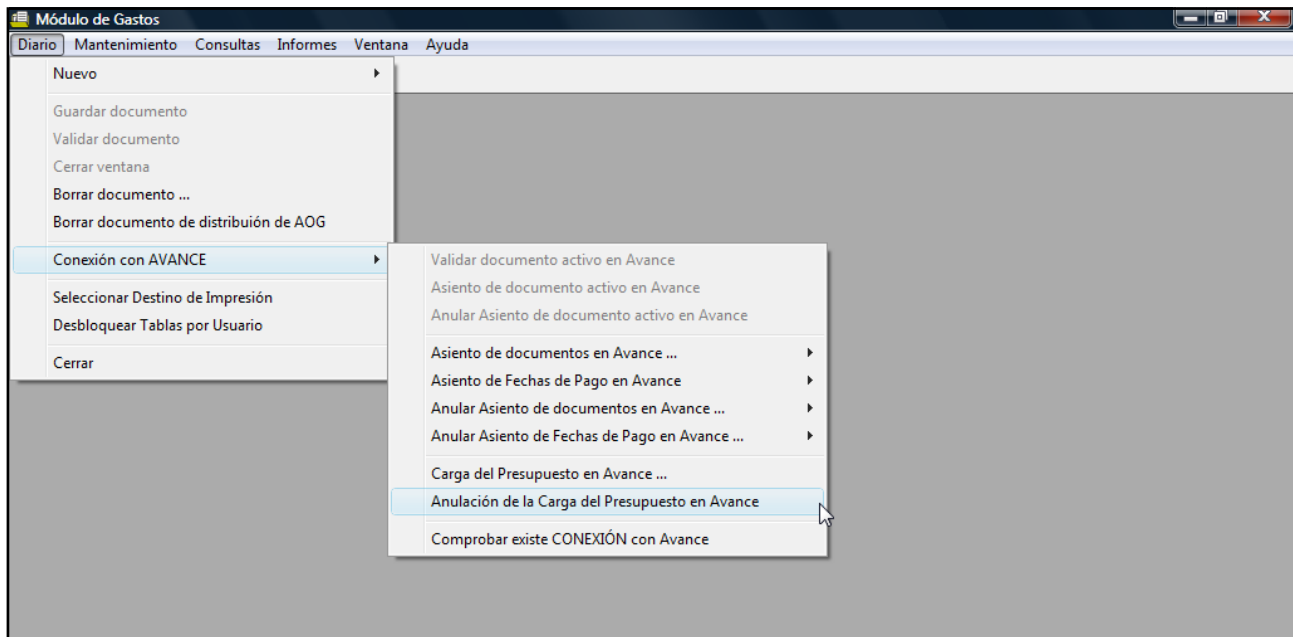 Módulo de Gastos
Diario Mantenimiento Consultas Informes Ventana Ayuda
Nuevo
Guardar documento
Validar documento
Cerrar ventana
Borrar documento ...
Borrar documento de distribuión de AOG
Conexión con AVANCE
Seleccionar Destino de Impresión
Desbloquear Tablas por Usuario
Cerrar
Validar documento activo en Avance
Asiento de documento activo en Avance
Anular Asiento de documento activo en Avance
Asiento de documentos en Avance ...
Asiento de Fechas de Pago en Avance
Anular Asiento de documentos en Avance ...
Anular Asiento de Fechas de Pago en Avance ...
Carga del Presupuesto en Avance ...
Anulación de la Carga del Presupuesto en Avance
Comprobar existe CONEXIÓN con Avance